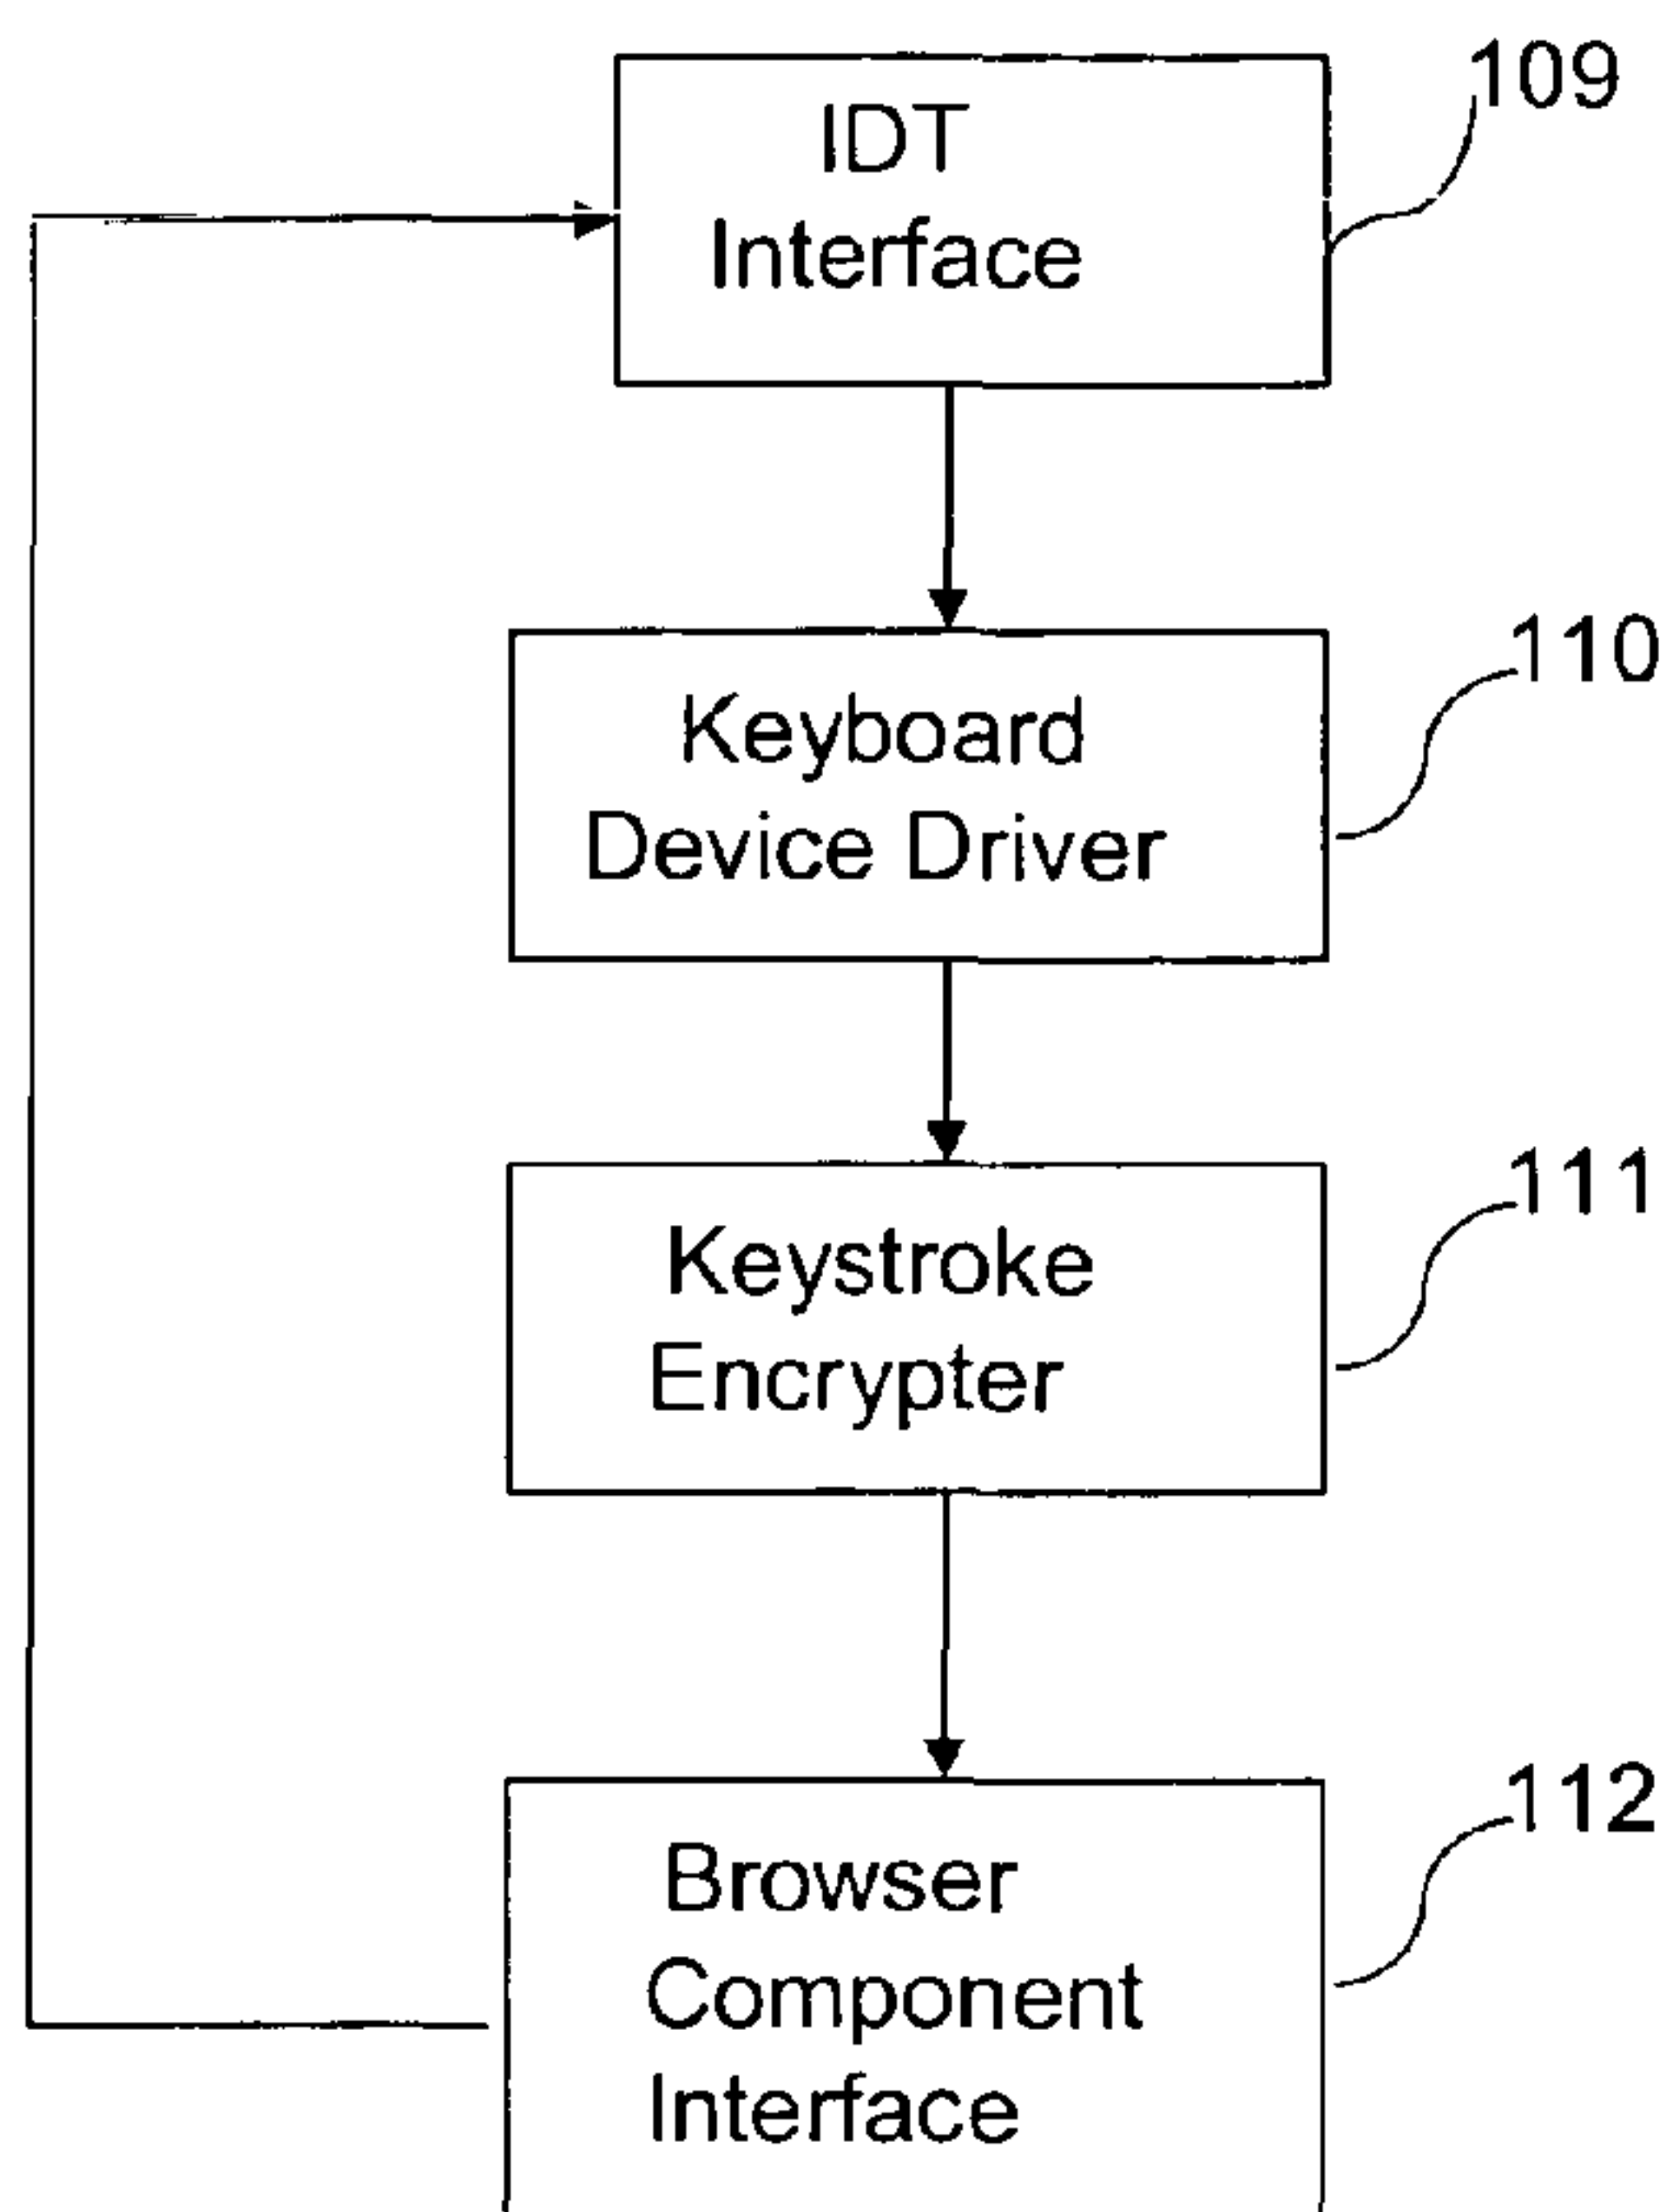 109
IDT
Interface
110
Keyboard
Device Driver
111
Keystroke
Encrypter
112
Browser
Component
Interface